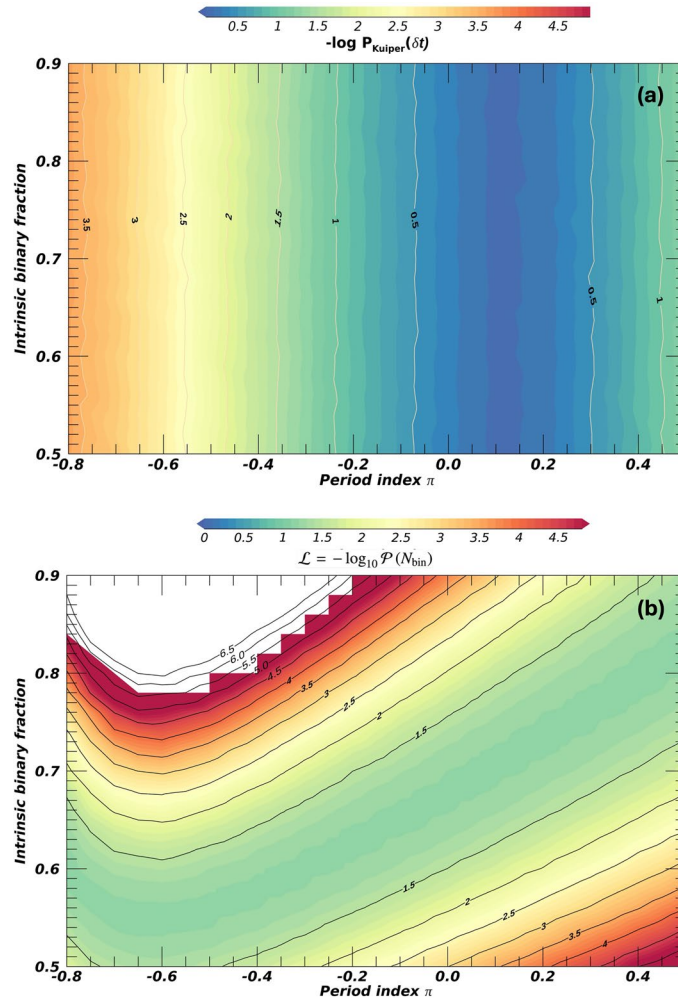 0.5 1 1.5 2 2.5 3 3.5 4 4.5
-log P_Kuiper(δt)
(a)
Intrinsic binary fraction
0.9
0.8
0.7
0.6
0.5
3.5 3 2.5 2 1.5 1 0.5 0.5 1
-0.8 -0.6 -0.4 -0.2 0.0 0.2 0.4
Period index π
0 0.5 1 1.5 2 2.5 3 3.5 4 4.5
ℒ = − log₁₀ 𝒫 (N_bin)
(b)
Intrinsic binary fraction
0.9
0.8
0.7
0.6
0.5
6.5
6.0
5.5
5.0
4.5
4
3.5
3
2.5
2
1.5
1.5
2
2.5
3
3.5
4
-0.8 -0.6 -0.4 -0.2 -0.0 0.2 0.4
Period index π